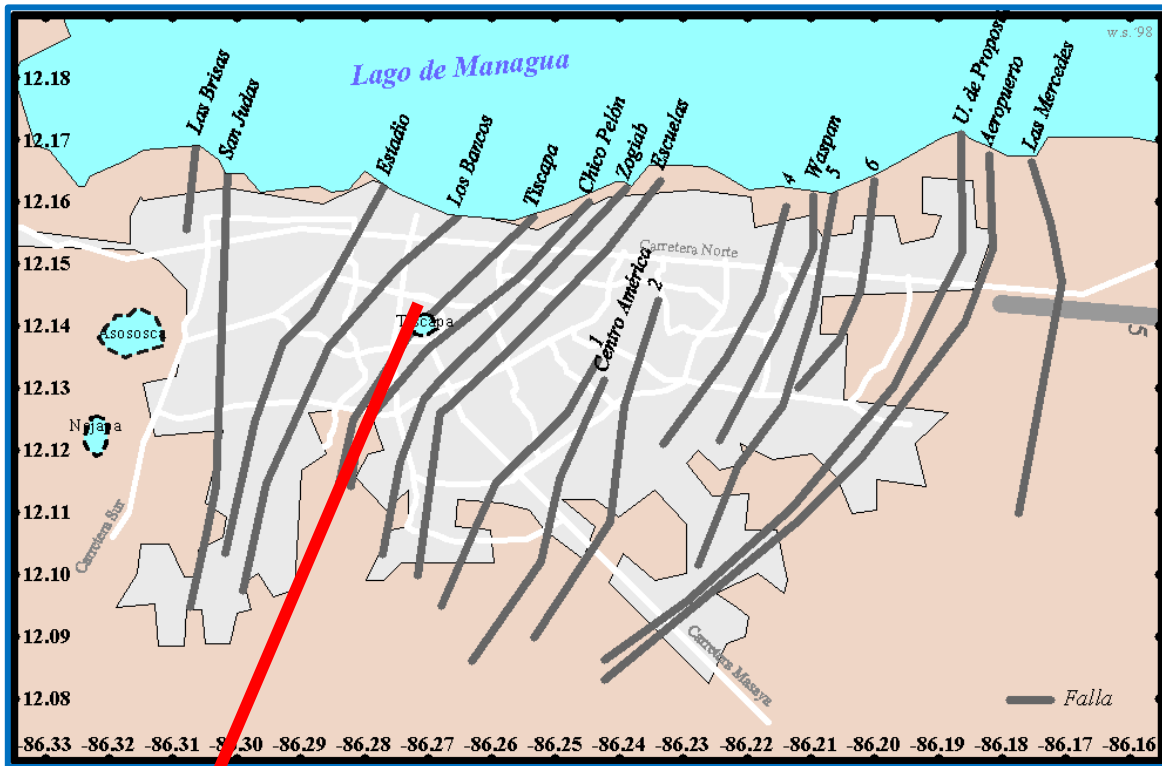 w.s.'98
Lago de Managua
Las Brisas
San Judas
Estadio
Los Bancos
Tiscapa
Chico Pelón
Zogiab
Escuelas
4
Waspan
5
6
U. de Proposit
Aeropuerto
Las Mercedes
12.18
12.17
12.16
12.15
12.14
12.13
12.12
12.11
12.10
12.09
12.08
Carretera Norte
Centro América
1
2
Tiscapa
Asososca
Nejapa
5
Carretera Sur
Carretera Masaya
Falla
-86.33 -86.32 -86.31 -86.30 -86.29 -86.28 -86.27 -86.26 -86.25 -86.24 -86.23 -86.22 -86.21 -86.20 -86.19 -86.18 -86.17 -86.16